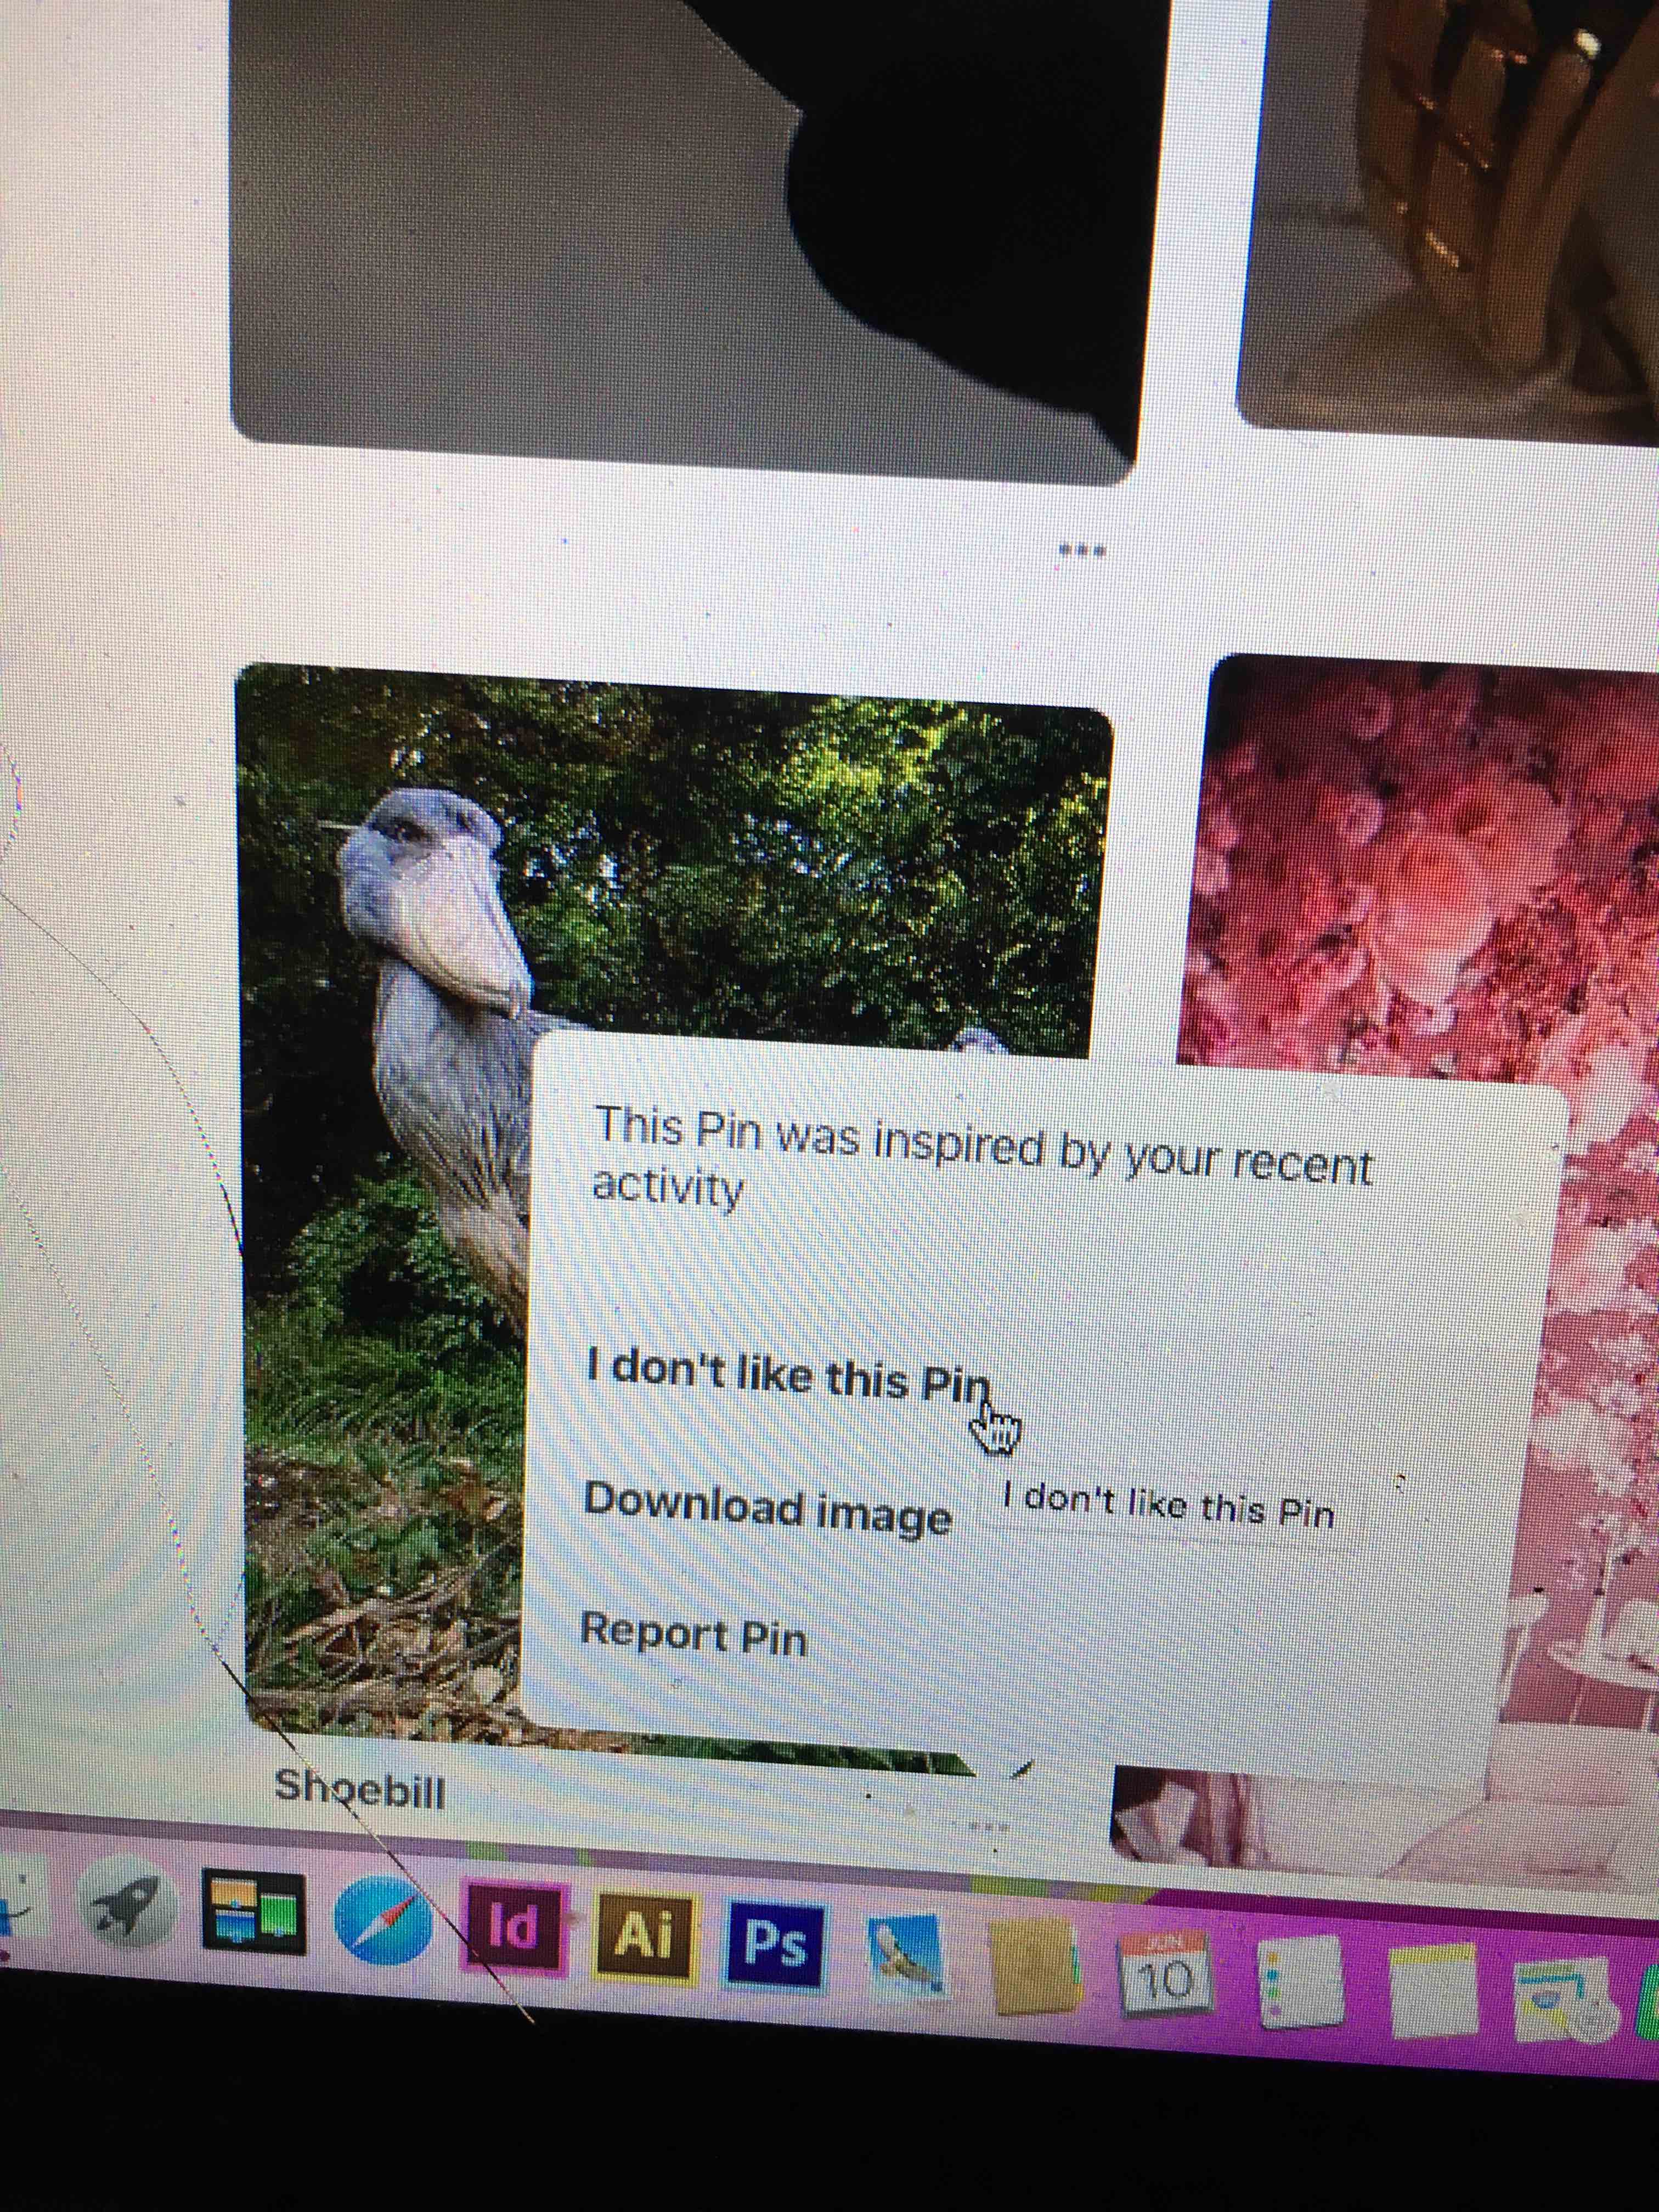 This Pin was inspired by your recent
activity
I don't like this Pin
I don't like this Pin
Download image
Report Pin
Shoebill
Id
Ai
Ps
JUN
10